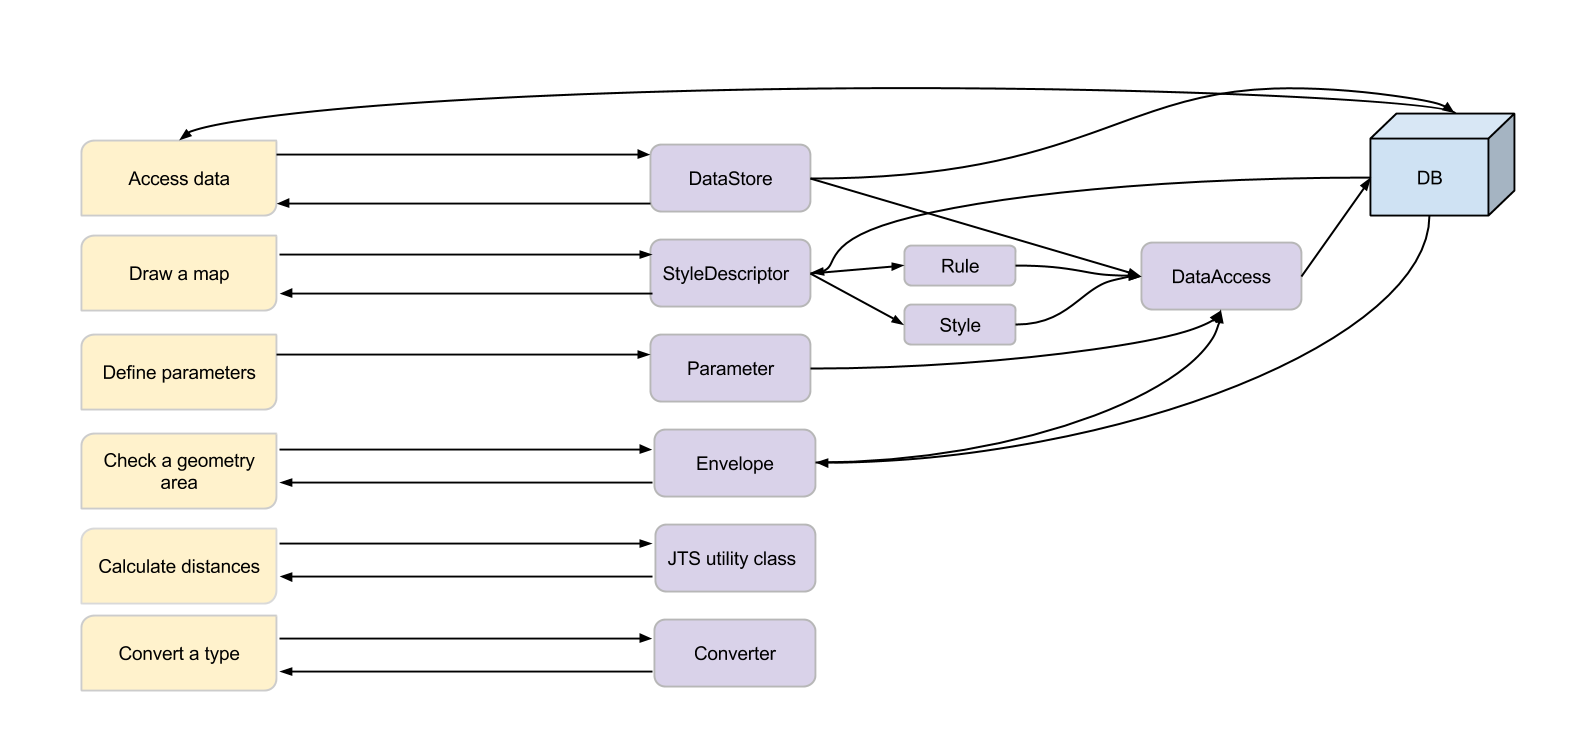 Access data
DataStore
DB
Draw a map
StyleDescriptor
Rule
Style
DataAccess
Define parameters
Parameter
Check a geometry
area
Envelope
Calculate distances
JTS utility class
Convert a type
Converter